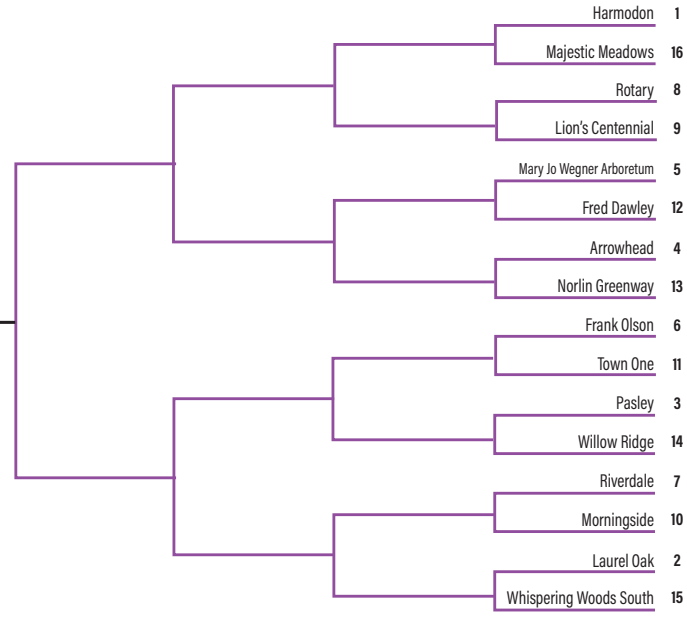 Harmodon 1
Majestic Meadows 16
Rotary 8
Lion's Centennial 9
Mary Jo Wegner Arboretum 5
Fred Dawley 12
Arrowhead 4
Norlin Greenway 13
Frank Olson 6
Town One 11
Pasley 3
Willow Ridge 14
Riverdale 7
Morningside 10
Laurel Oak 2
Whispering Woods South 15